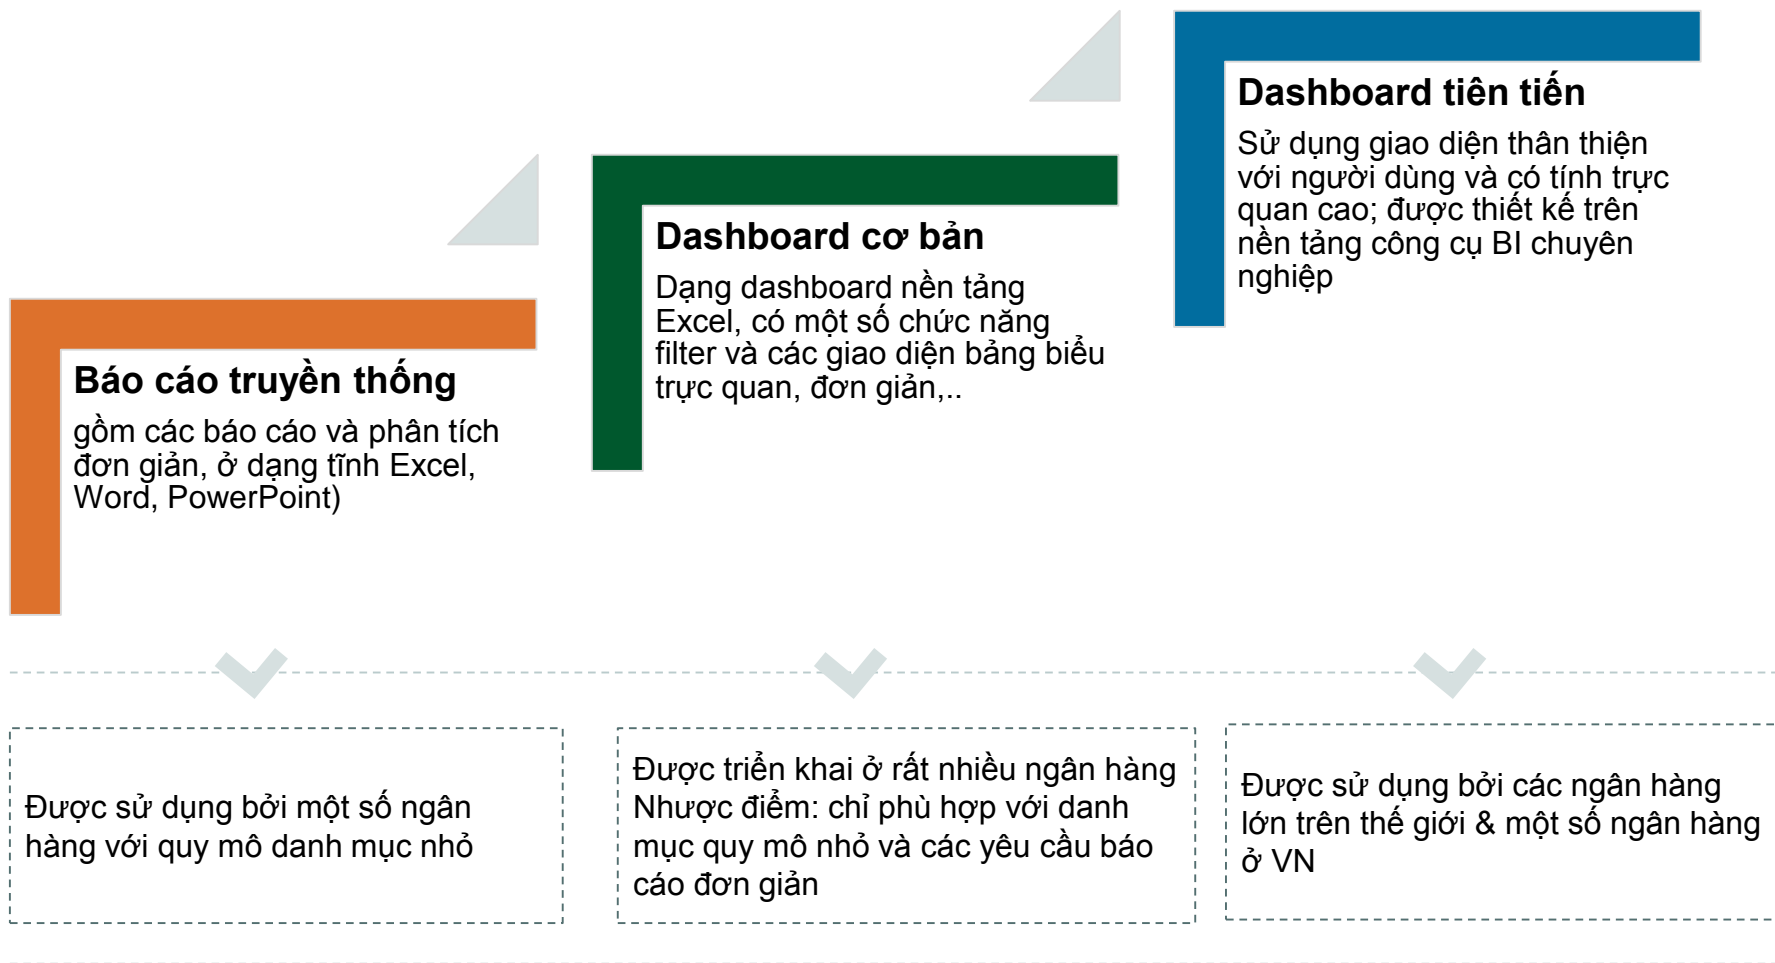 Báo cáo truyền thống
gồm các báo cáo và phân tích
đơn giản, ở dạng tĩnh Excel,
Word, PowerPoint)
Dashboard cơ bản
Dạng dashboard nền tảng
Excel, có một số chức năng
filter và các giao diện bảng biểu
trực quan, đơn giản,..
Dashboard tiên tiến
Sử dụng giao diện thân thiện
với người dùng và có tính trực
quan cao; được thiết kế trên
nền tảng công cụ BI chuyên
nghiệp
Được sử dụng bởi một số ngân
hàng với quy mô danh mục nhỏ
Được triển khai ở rất nhiều ngân hàng
Nhược điểm: chỉ phù hợp với danh
mục quy mô nhỏ và các yêu cầu báo
cáo đơn giản
Được sử dụng bởi các ngân hàng
lớn trên thế giới & một số ngân hàng
ở VN